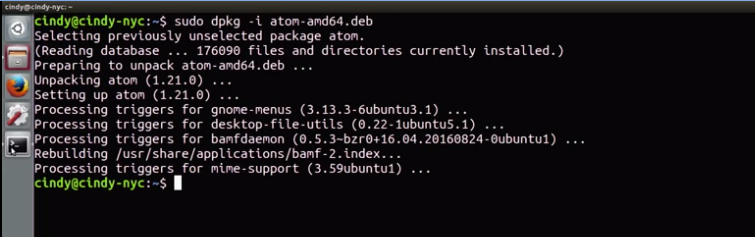 cindy@cindy-nyc: ~
cindy@cindy-nyc:~$ sudo dpkg -i atom-amd64.deb
Selecting previously unselected package atom.
(Reading database ... 176090 files and directories currently installed.)
Preparing to unpack atom-amd64.deb ...
Unpacking atom (1.21.0) ...
Setting up atom (1.21.0) ...
Processing triggers for gnome-menus (3.13.3-6ubuntu3.1) ...
Processing triggers for desktop-file-utils (0.22-1ubuntu5.1) ...
Processing triggers for bamfdaemon (0.5.3~bzr0+16.04.20160824-0ubuntu1) ...
Rebuilding /usr/share/applications/bamf-2.index...
Processing triggers for mime-support (3.59ubuntu1) ...
cindy@cindy-nyc:~$